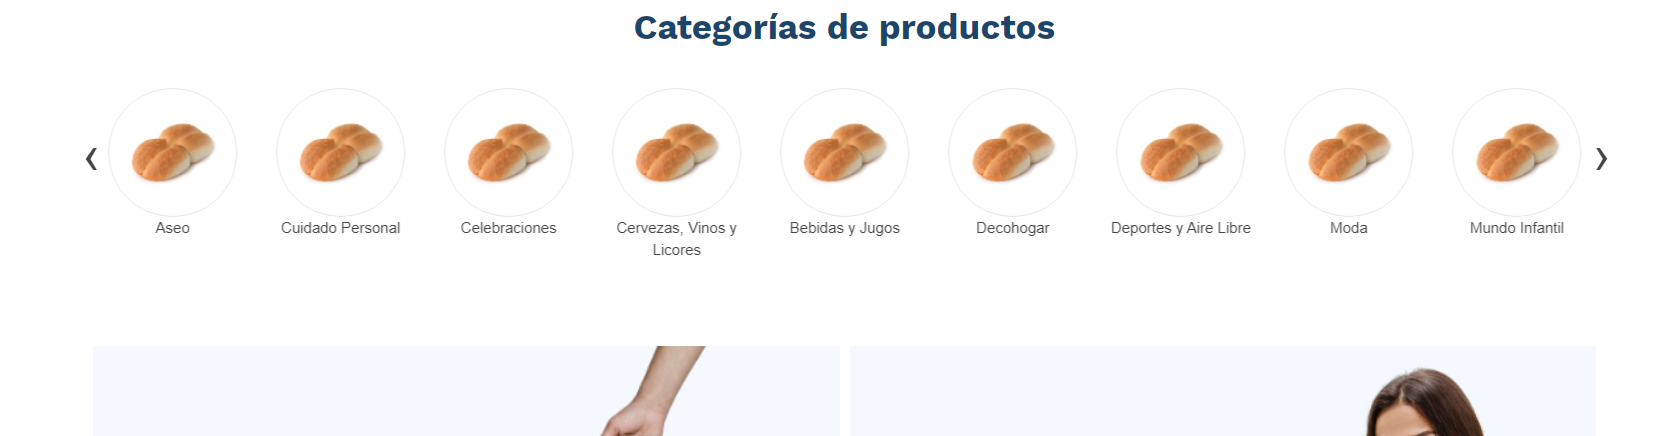 Categorías de productos
Aseo
Cuidado Personal
Celebraciones
Cervezas, Vinos y
Licores
Bebidas y Jugos
Decohogar
Deportes y Aire Libre
Moda
Mundo Infantil